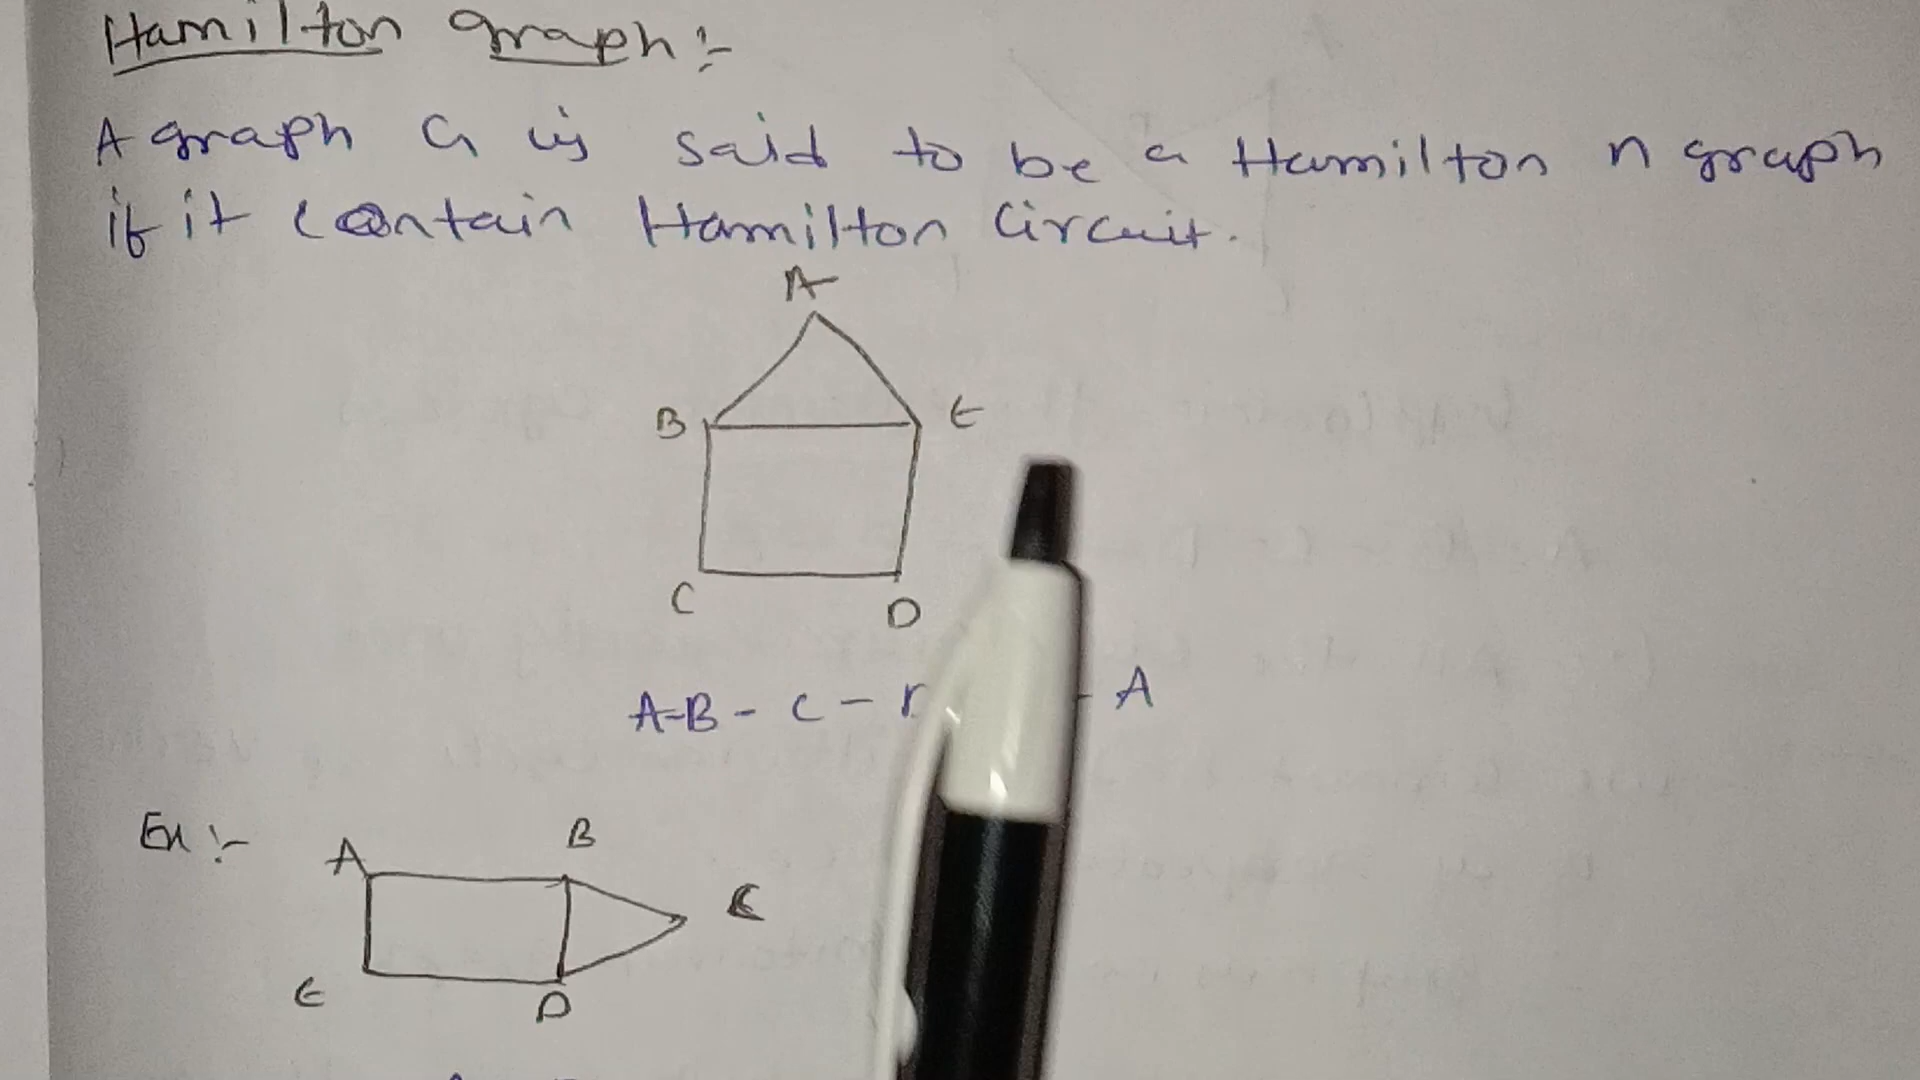 Hamilton graph :-
A graph G is said to be a Hamilton n graph
if it contain Hamilton Circuit.
A
B E
C D
A-B - C - - A
Ex :-
A B
C
E D